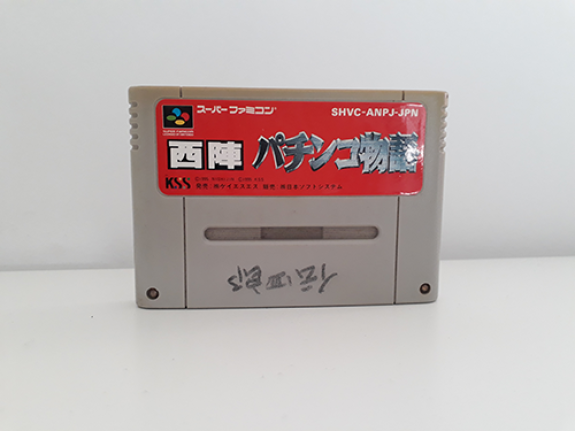 スーパーファミコン
SHVC-ANPJ-JPN
西陣 パチンコ物語
KSS
発売:㈱ケイエスエス 販売:㈱日本ソフトシステム